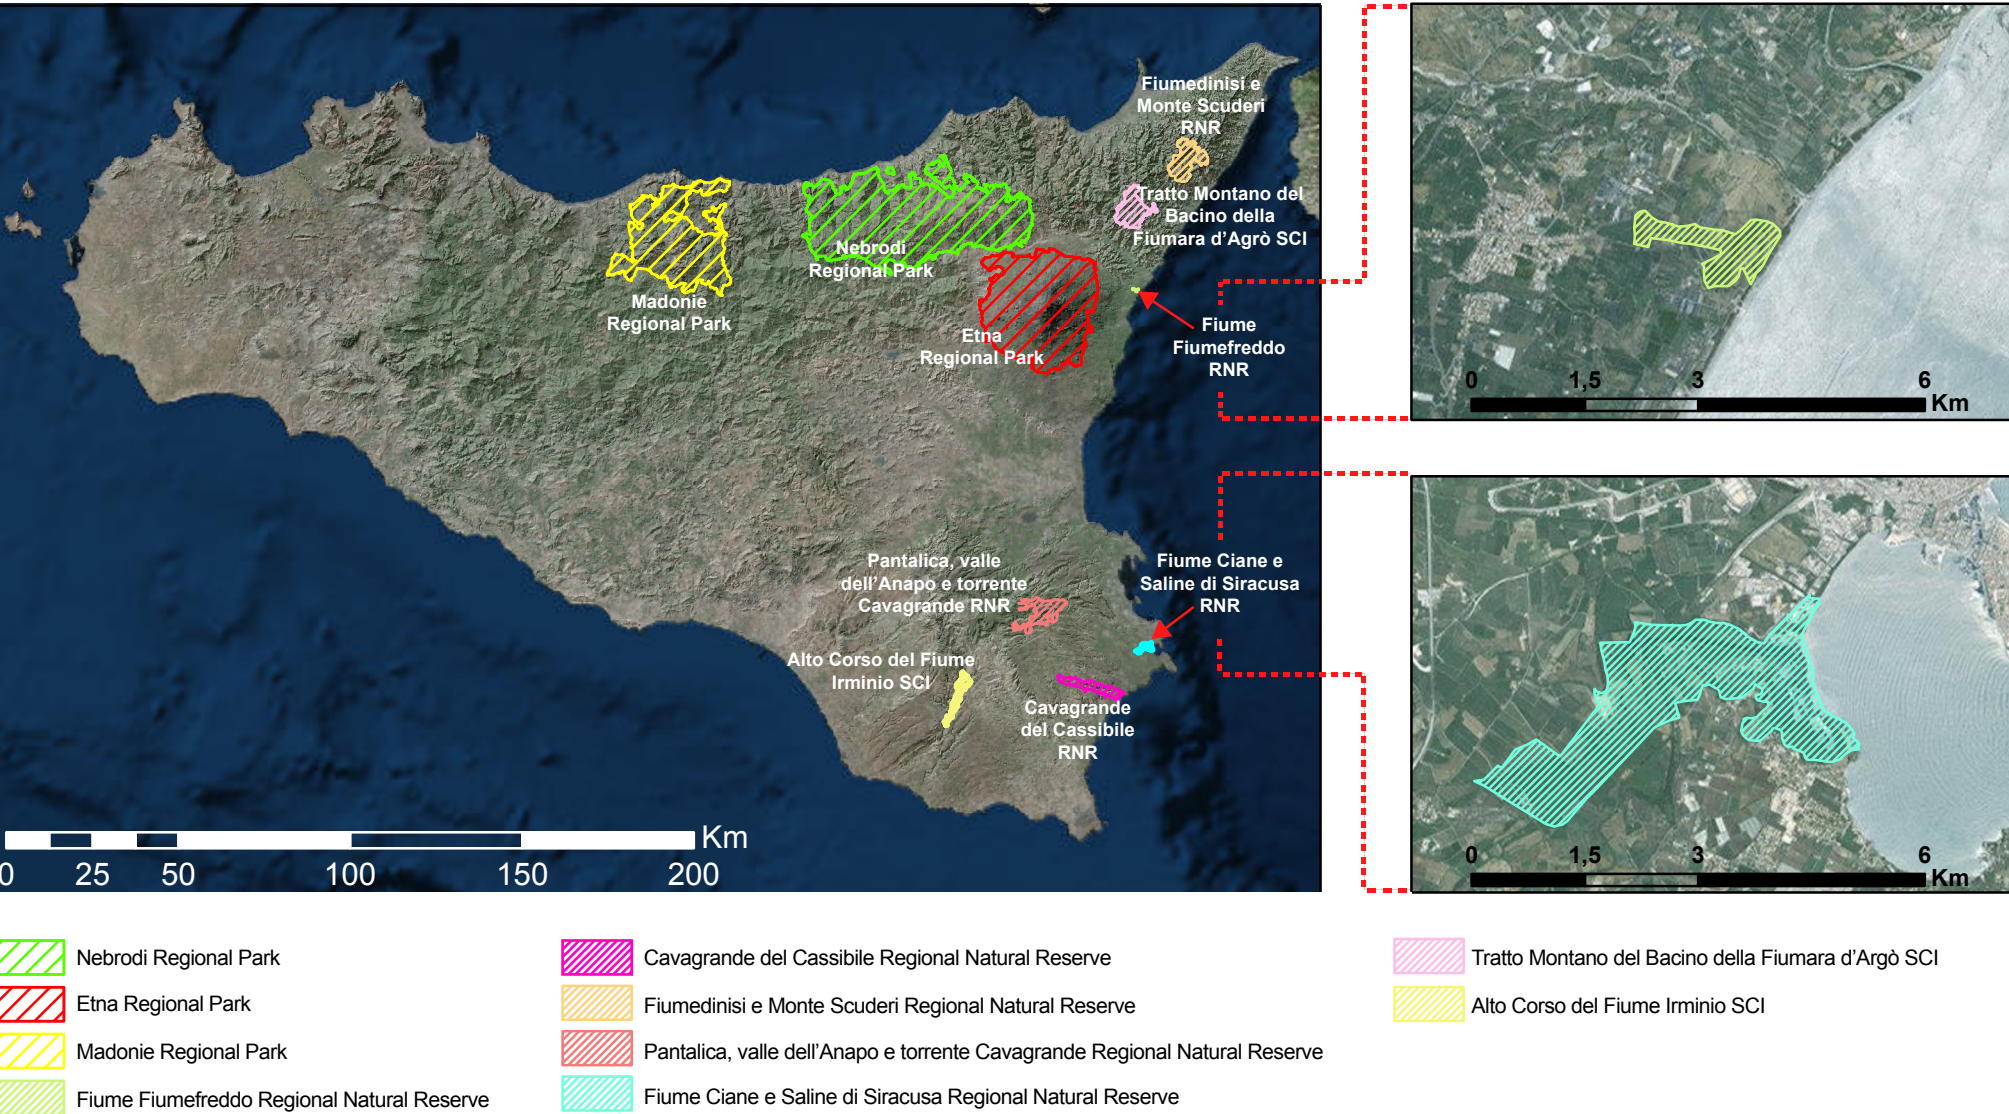 Fiumedinisi e
Monte Scuderi
RNR
Tratto Montano del
Bacino della
Fiumara d'Agrò SCI
Nebrodi
Regional Park
Madonie
Regional Park
Etna
Regional Park
Fiume
Fiumefreddo
RNR
Pantalica, valle
dell'Anapo e torrente
Cavagrande RNR
Fiume Ciane e
Saline di Siracusa
RNR
Alto Corso del Fiume
Irminio SCI
Cavagrande
del Cassibile
RNR
Km
0 25 50 100 150 200
0 1,5 3 6
Km
0 1,5 3 6
Km
Nebrodi Regional Park
Etna Regional Park
Madonie Regional Park
Fiume Fiumefreddo Regional Natural Reserve
Cavagrande del Cassibile Regional Natural Reserve
Fiumedinisi e Monte Scuderi Regional Natural Reserve
Pantalica, valle dell'Anapo e torrente Cavagrande Regional Natural Reserve
Fiume Ciane e Saline di Siracusa Regional Natural Reserve
Tratto Montano del Bacino della Fiumara d'Argò SCI
Alto Corso del Fiume Irminio SCI